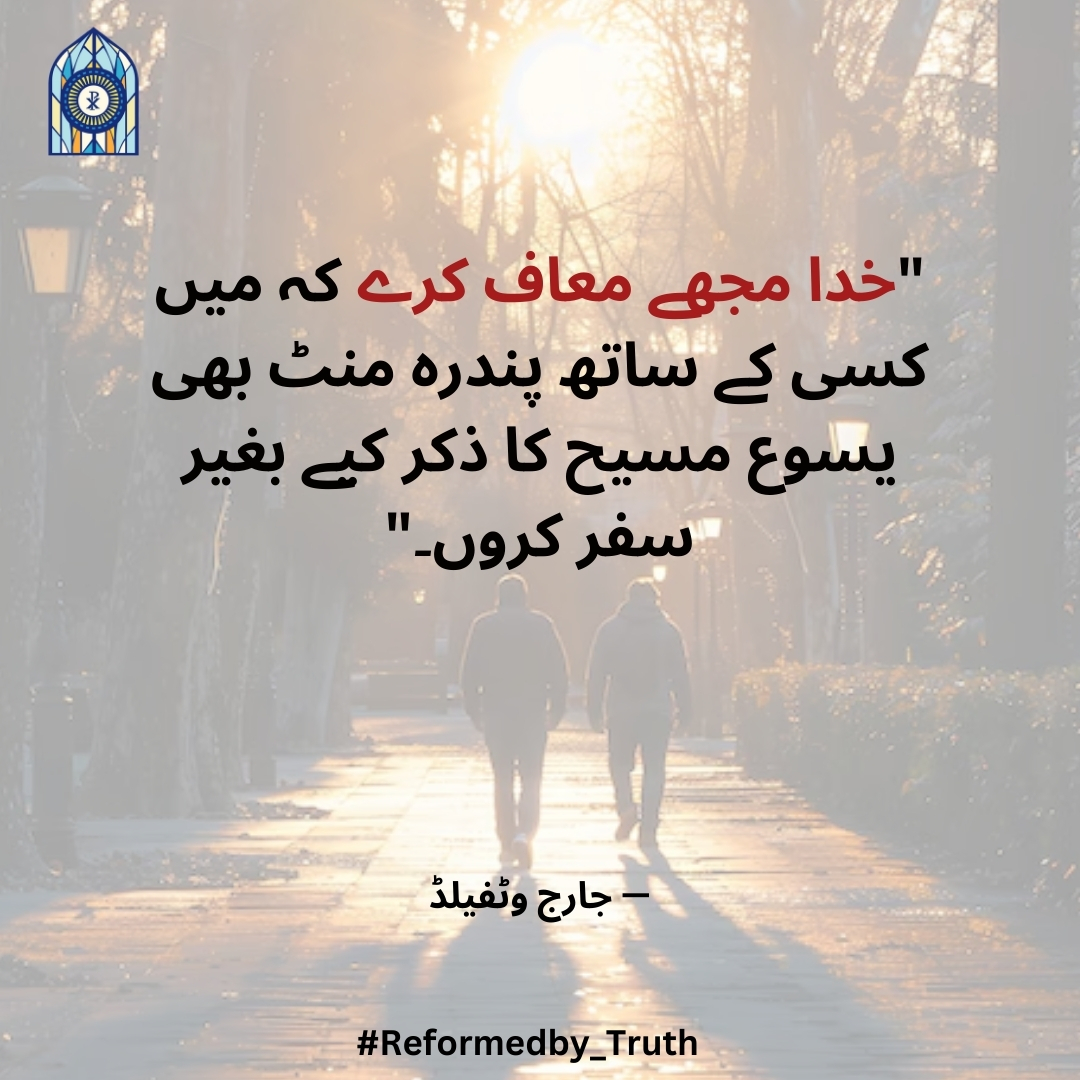 "خدا مجھے معاف کرے کہ میں
کسی کے ساتھ پندرہ منٹ بھی
یسوع مسیح کا ذکر کیے بغیر
سفر کروں۔"
— جارج وٹفیلڈ
#Reformedby_Truth